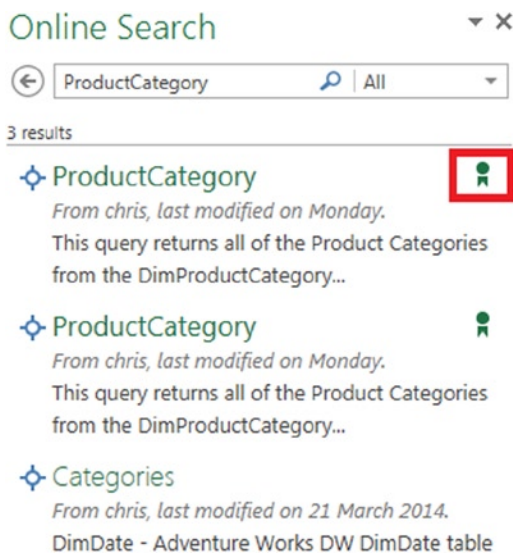 Online Search
ProductCategory
All
3 results
ProductCategory
From chris, last modified on Monday.
This query returns all of the Product Categories
from the DimProductCategory...
ProductCategory
From chris, last modified on Monday.
This query returns all of the Product Categories
from the DimProductCategory...
Categories
From chris, last modified on 21 March 2014.
DimDate - Adventure Works DW DimDate table